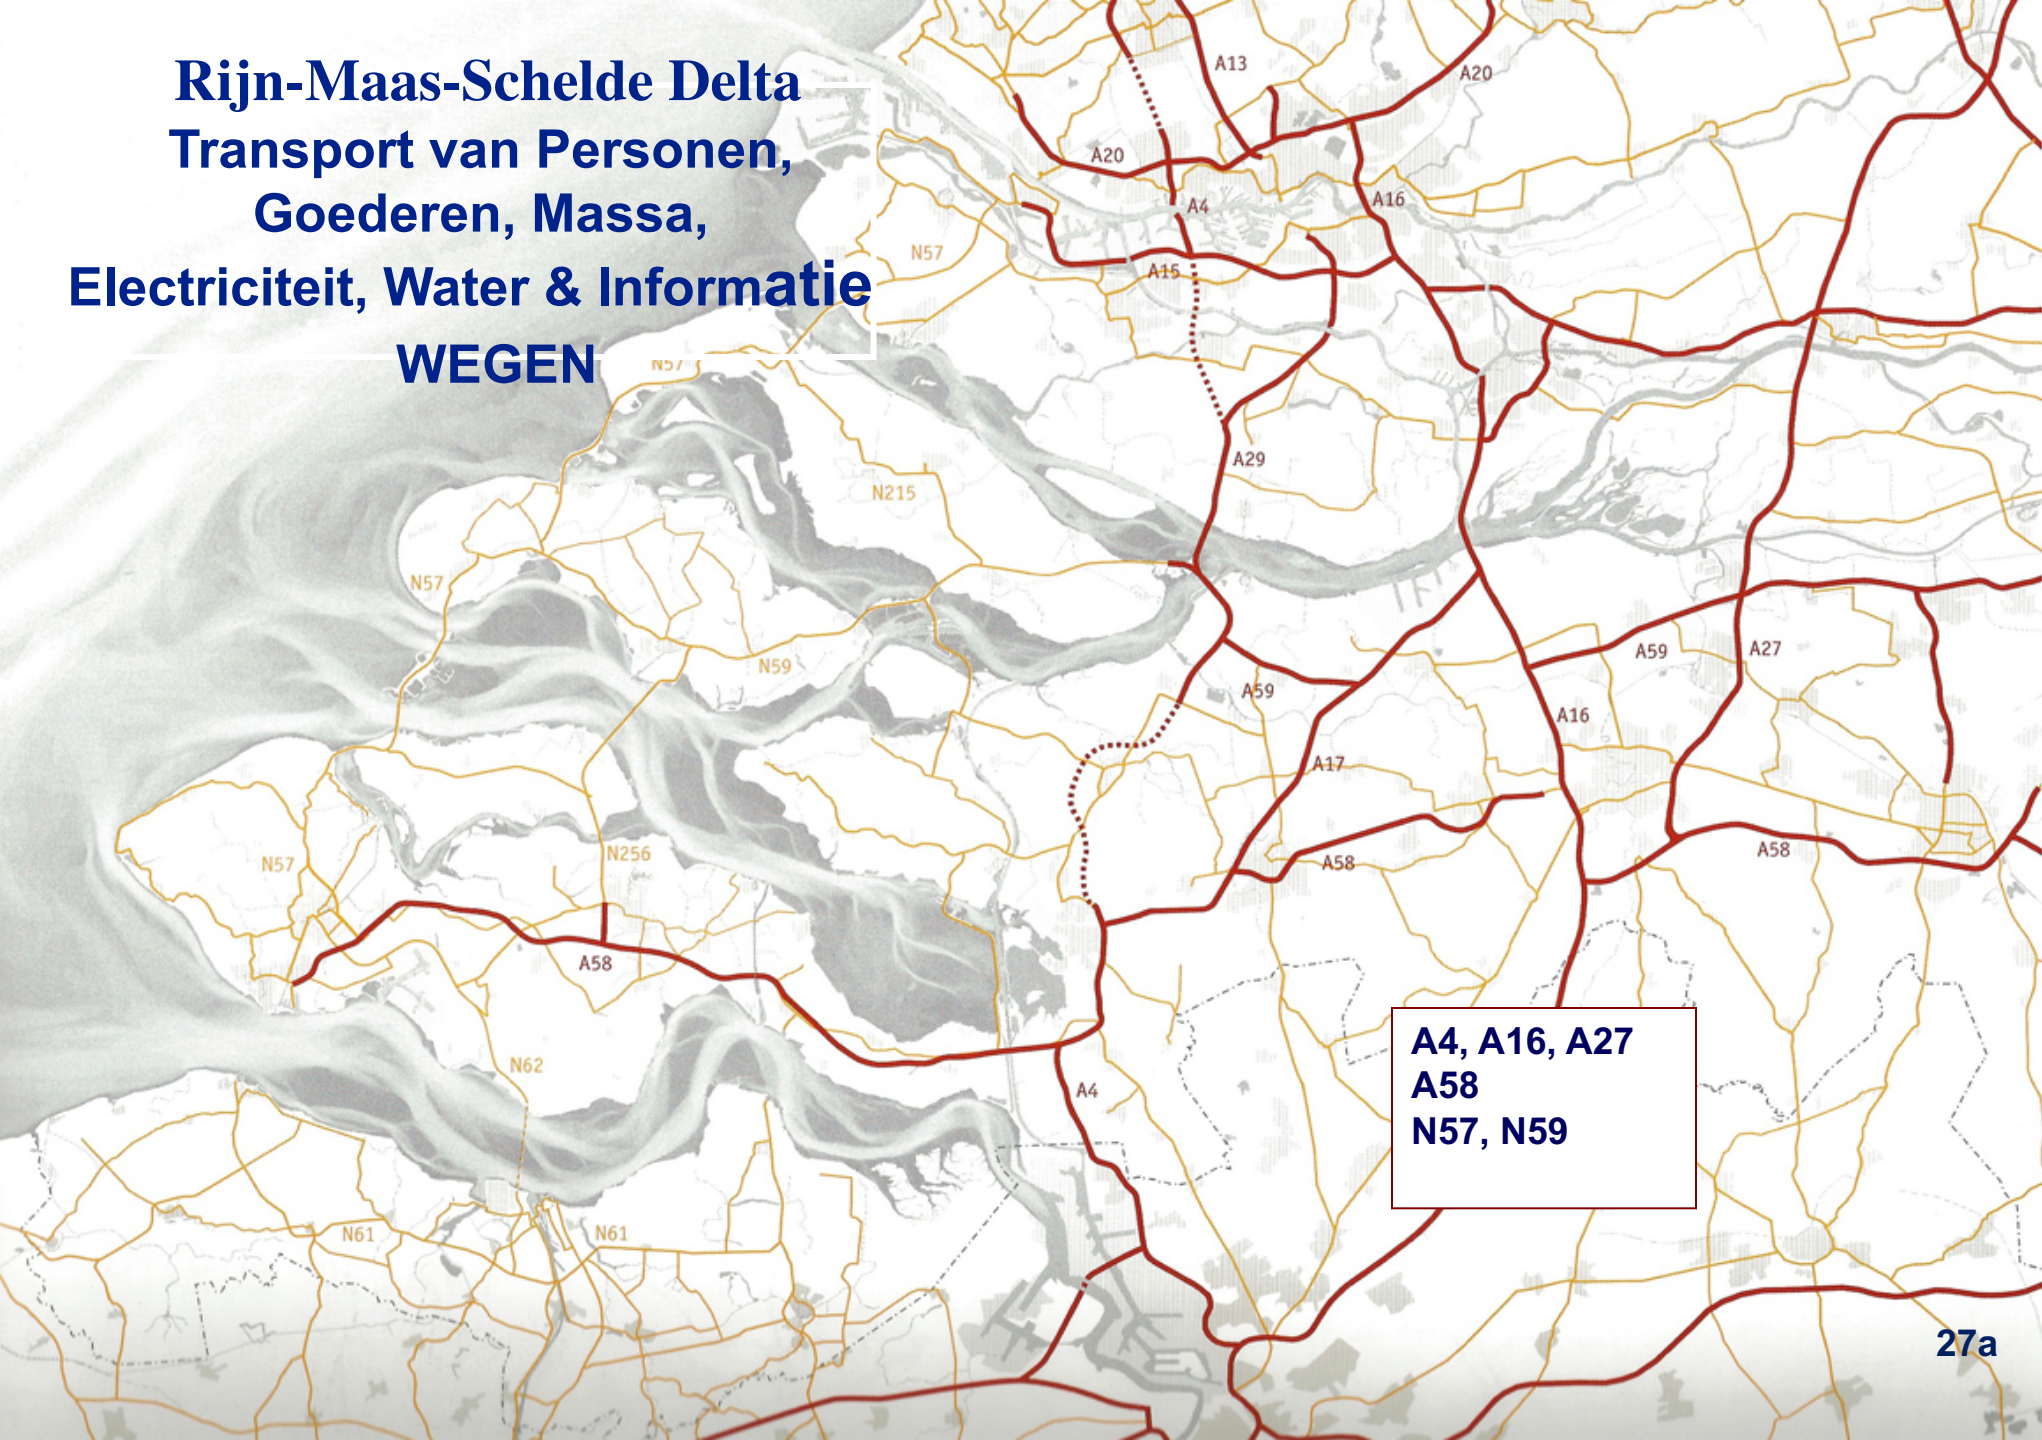 Rijn-Maas-Schelde Delta
Transport van Personen,
Goederen, Massa,
Electriciteit, Water & Informatie
WEGEN
A13
A20
A20
A4
A16
N57
A15
N57
A29
N215
N57
N59
A59
A27
A59
A16
A17
N57
N256
A58
A58
A58
N62
A4
A4, A16, A27
A58
N57, N59
N61
N61
27a